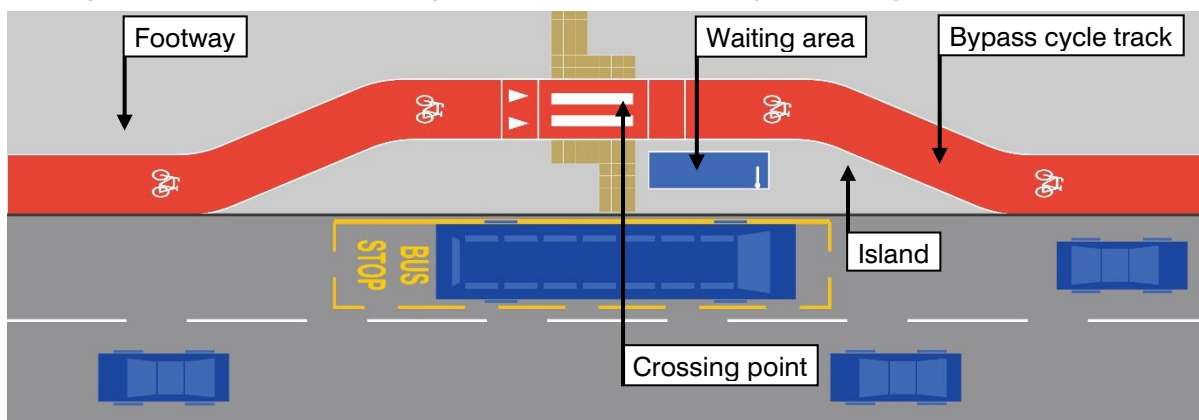 Footway
Waiting area
Bypass cycle track
Island
BUS
STOP
Crossing point